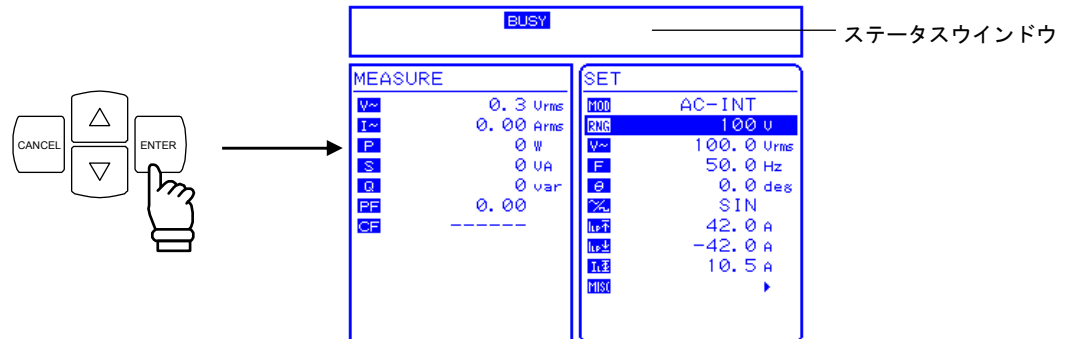 BUSY
ステータスウインドウ
CANCEL
ENTER
MEASURE
V~ 0.3 Vrms
I~ 0.00 Arms
P 0 W
S 0 VA
Q 0 var
PF 0.00
CF ------
SET
MOD AC-INT
RNG 100 V
V~ 100.0 Vrms
F 50.0 Hz
θ 0.0 deg
SIN
42.0 A
-42.0 A
10.5 A
MISC